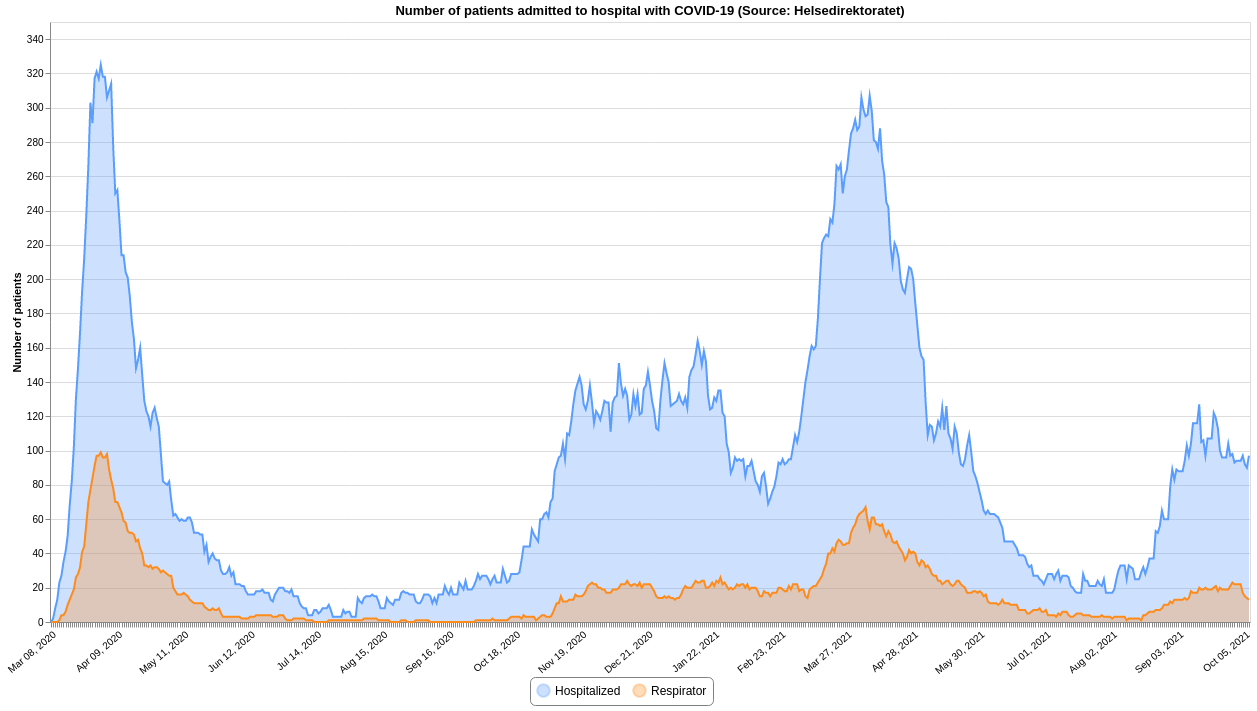 Number of patients admitted to hospital with COVID-19 (Source: Helsedirektoratet)
Number of patients
340
320
300
280
260
240
220
200
180
160
140
120
100
80
60
40
20
0
Mar 08, 2020
Apr 09, 2020
May 11, 2020
Jun 12, 2020
Jul 14, 2020
Aug 15, 2020
Sep 16, 2020
Oct 18, 2020
Nov 19, 2020
Dec 21, 2020
Jan 22, 2021
Feb 23, 2021
Mar 27, 2021
Apr 28, 2021
May 30, 2021
Jul 01, 2021
Aug 02, 2021
Sep 03, 2021
Oct 05, 2021
Hospitalized
Respirator